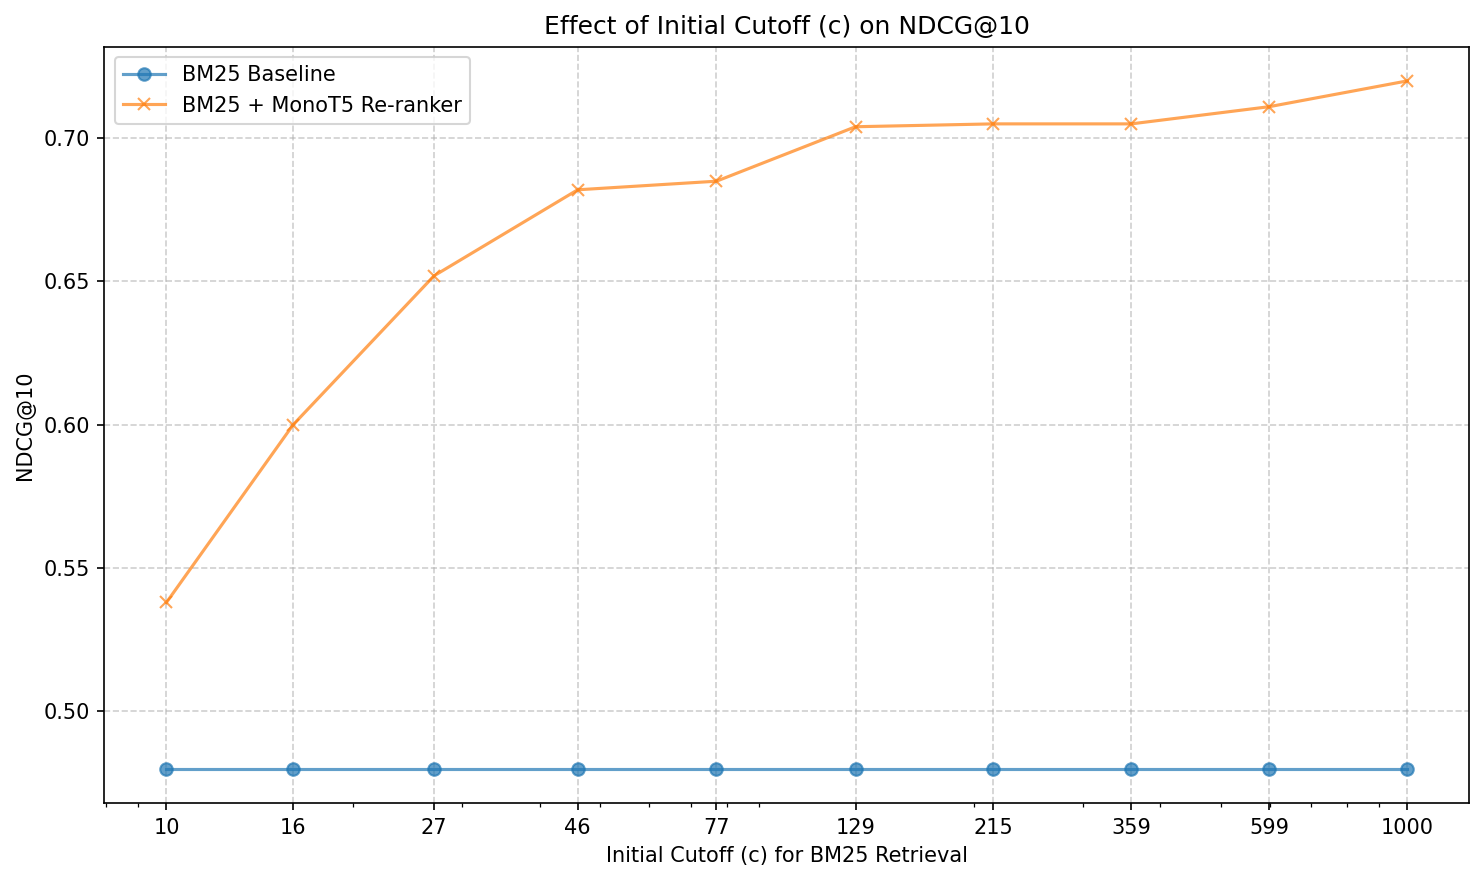 Effect of Initial Cutoff (c) on NDCG@10
BM25 Baseline
BM25 + MonoT5 Re-ranker
NDCG@10
0.70
0.65
0.60
0.55
0.50
10 16 27 46 77 129 215 359 599 1000
Initial Cutoff (c) for BM25 Retrieval